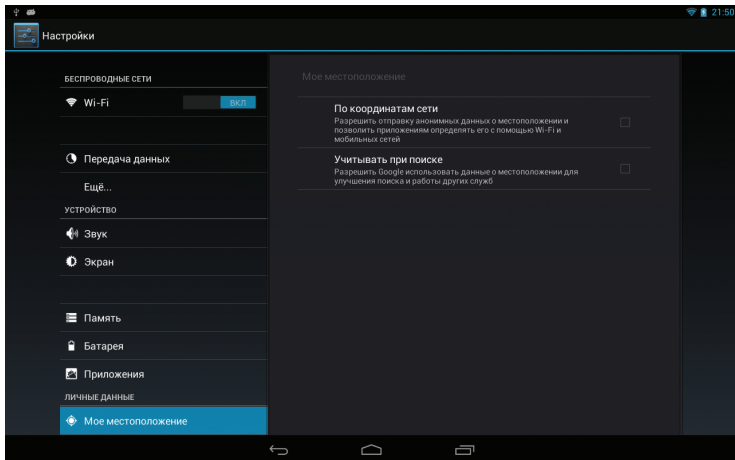 21:50
Настройки
БЕСПРОВОДНЫЕ СЕТИ
Wi-Fi
ВКЛ
Передача данных
Ещё...
УСТРОЙСТВО
Звук
Экран
Память
Батарея
Приложения
ЛИЧНЫЕ ДАННЫЕ
Мое местоположение
Мое местоположение
По координатам сети
Разрешить отправку анонимных данных о местоположении и
позволить приложениям определять его с помощью Wi-Fi и
мобильных сетей
Учитывать при поиске
Разрешить Google использовать данные о местоположении для
улучшения поиска и работы других служб